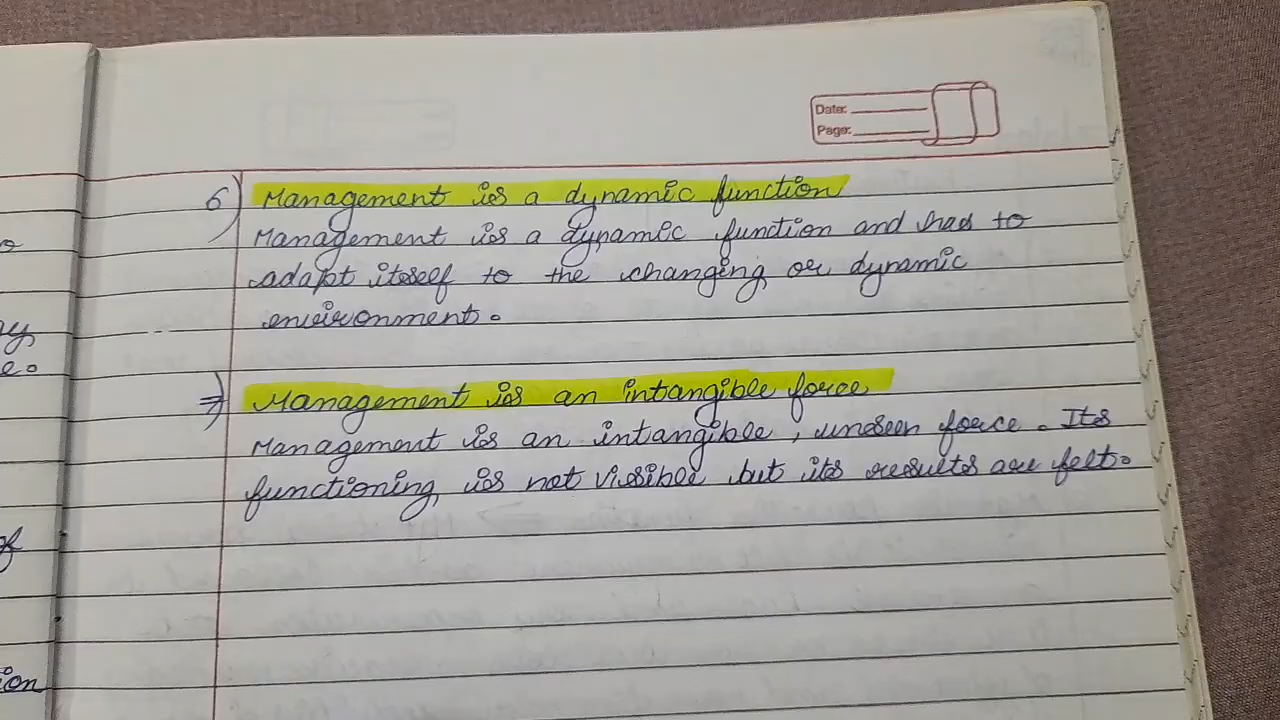 Date:
Page:
6) Management is a dynamic function
Management is a dynamic function and has to
adapt itself to the changing or dynamic
environment.
7) Management is an intangible force
Management is an intangible, unseen force. Its
functioning is not visible but its results are felt.
of
ion